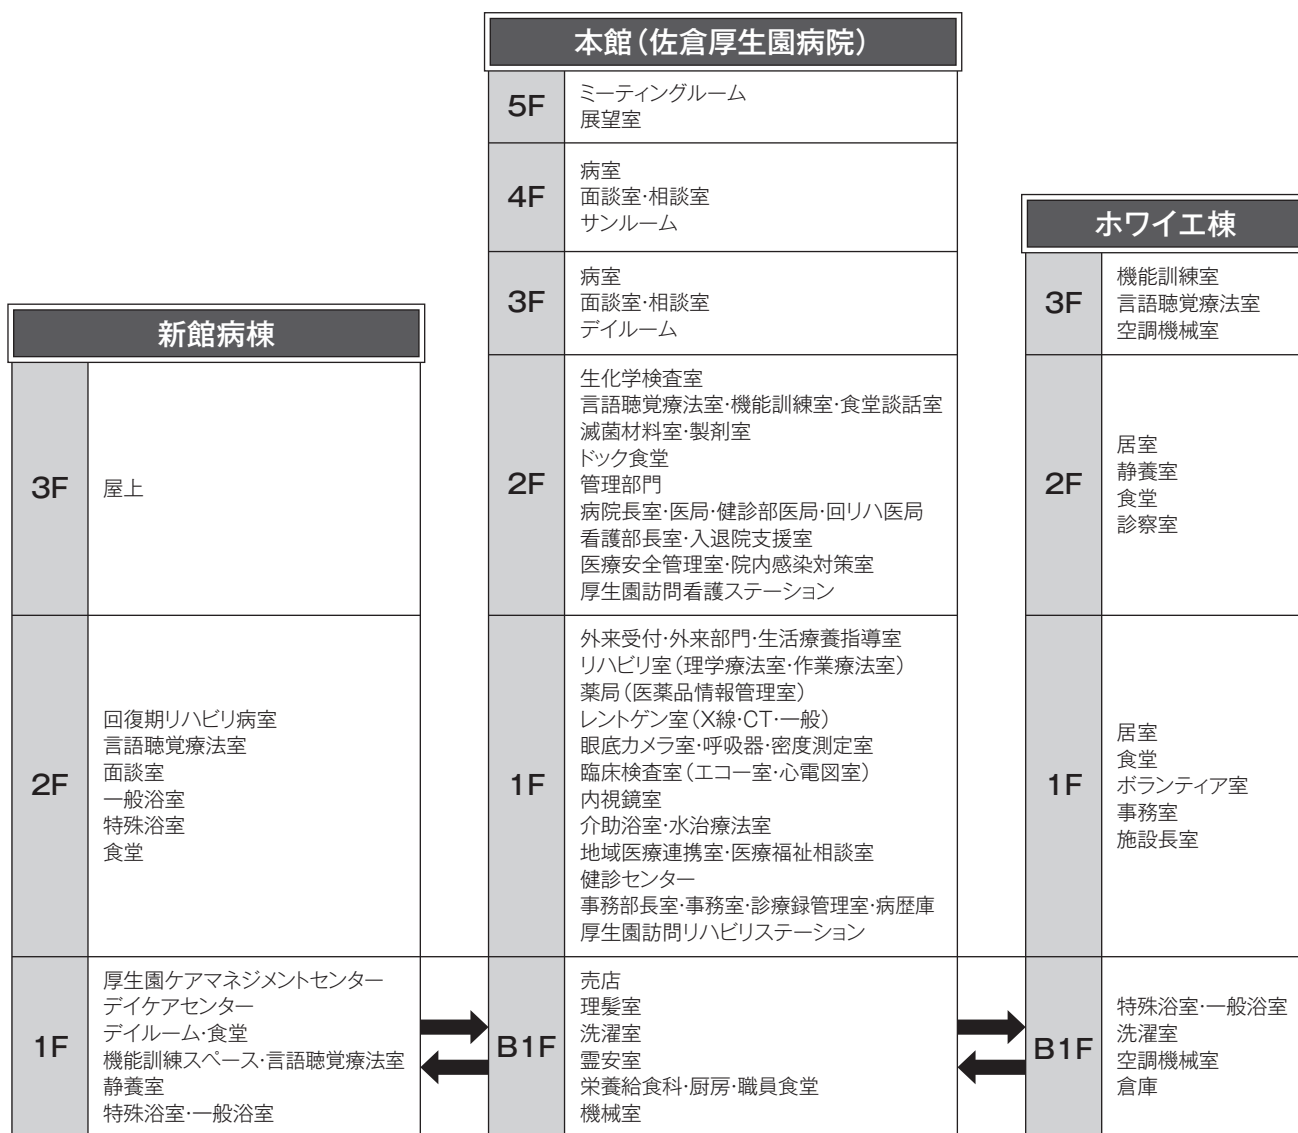 本館（佐倉厚生園病院）
5F
ミーティングルーム
展望室
4F
病室
面談室・相談室
サンルーム
3F
病室
面談室・相談室
デイルーム
2F
生化学検査室
言語聴覚療法室・機能訓練室・食堂談話室
滅菌材料室・製剤室
ドック食堂
管理部門
病院長室・医局・健診部医局・回リハ医局
看護部長室・入退院支援室
医療安全管理室・院内感染対策室
厚生園訪問看護ステーション
1F
外来受付・外来部門・生活療養指導室
リハビリ室（理学療法室・作業療法室）
薬局（医薬品情報管理室）
レントゲン室（X線・CT・一般）
眼底カメラ室・呼吸器・密度測定室
臨床検査室（エコー室・心電図室）
内視鏡室
介助浴室・水治療法室
地域医療連携室・医療福祉相談室
健診センター
事務部長室・事務室・診療録管理室・病歴庫
厚生園訪問リハビリステーション
B1F
売店
理髪室
洗濯室
霊安室
栄養給食科・厨房・職員食堂
機械室
新館病棟
3F
屋上
2F
回復期リハビリ病室
言語聴覚療法室
面談室
一般浴室
特殊浴室
食堂
1F
厚生園ケアマネジメントセンター
デイケアセンター
デイルーム・食堂
機能訓練スペース・言語聴覚療法室
静養室
特殊浴室・一般浴室
ホワイエ棟
3F
機能訓練室
言語聴覚療法室
空調機械室
2F
居室
静養室
食堂
診察室
1F
居室
食堂
ボランティア室
事務室
施設長室
B1F
特殊浴室・一般浴室
洗濯室
空調機械室
倉庫